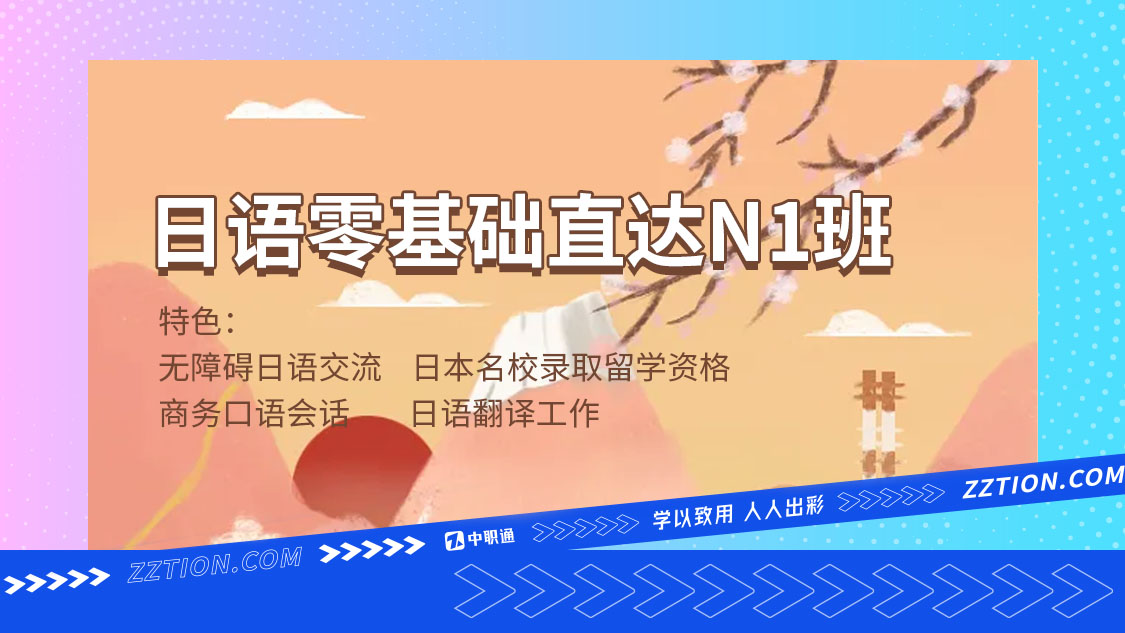 日语零基础直达N1班
特色：
无障碍日语交流 日本名校录取留学资格
商务口语会话 日语翻译工作
ZZTION.COM
中职通
学以致用 人人出彩
ZZTION.COM